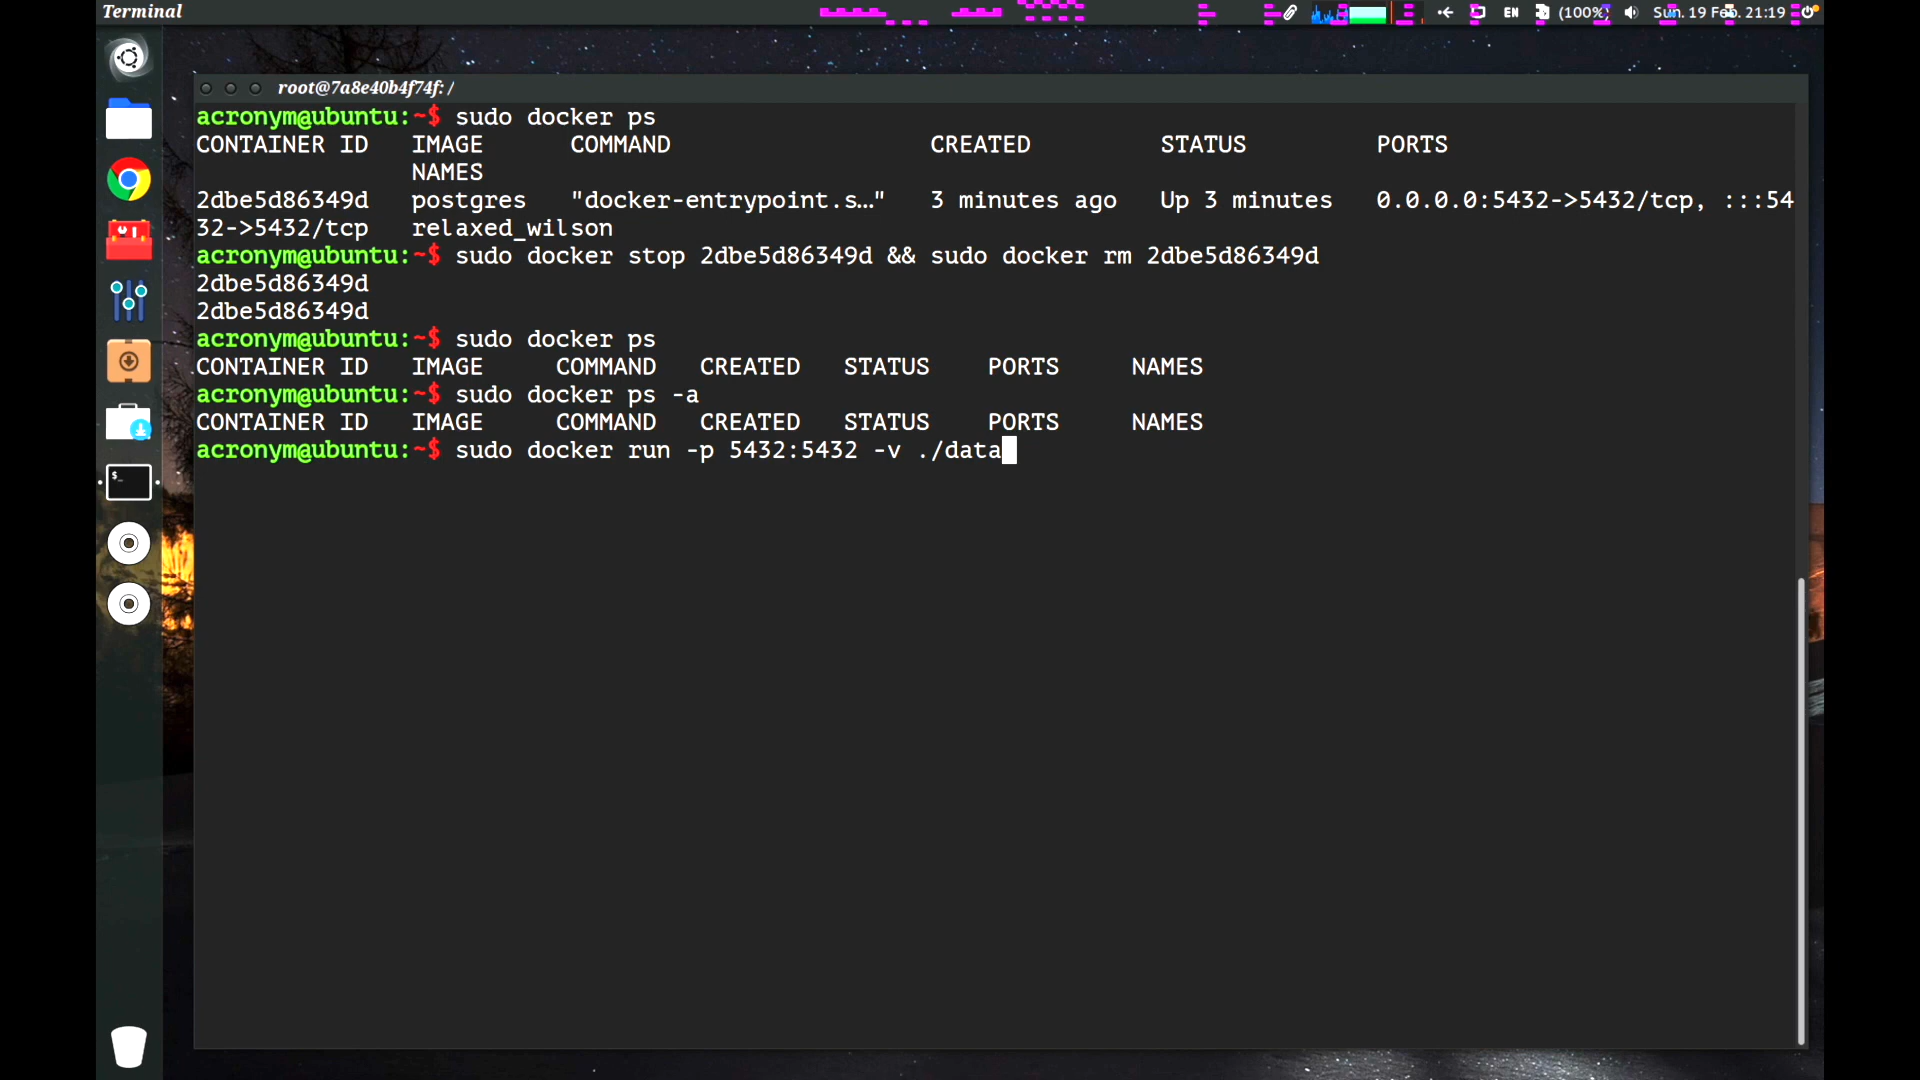 Terminal
EN (100%) Sun. 19 Feb. 21:19
root@7a8e40b4f74f: /
acronym@ubuntu:~$ sudo docker ps
CONTAINER ID IMAGE COMMAND CREATED STATUS PORTS
NAMES
2dbe5d86349d postgres "docker-entrypoint.s…" 3 minutes ago Up 3 minutes 0.0.0.0:5432->5432/tcp, :::54
32->5432/tcp relaxed_wilson
acronym@ubuntu:~$ sudo docker stop 2dbe5d86349d && sudo docker rm 2dbe5d86349d
2dbe5d86349d
2dbe5d86349d
acronym@ubuntu:~$ sudo docker ps
CONTAINER ID IMAGE COMMAND CREATED STATUS PORTS NAMES
acronym@ubuntu:~$ sudo docker ps -a
CONTAINER ID IMAGE COMMAND CREATED STATUS PORTS NAMES
acronym@ubuntu:~$ sudo docker run -p 5432:5432 -v ./data